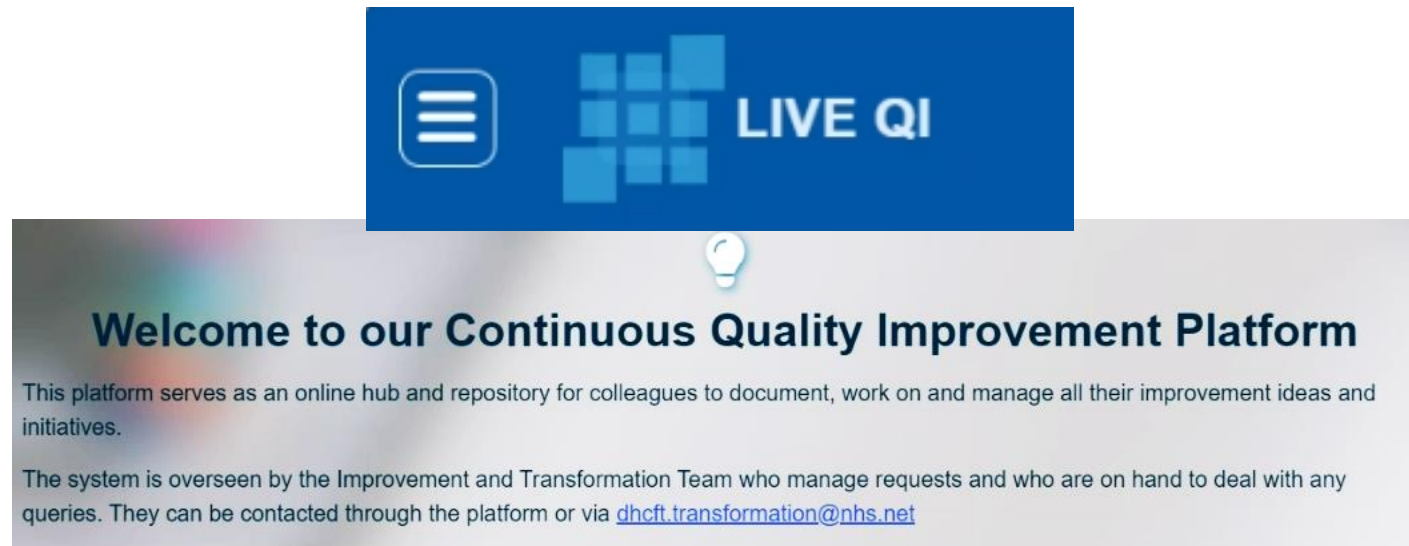 LIVE QI
Welcome to our Continuous Quality Improvement Platform
This platform serves as an online hub and repository for colleagues to document, work on and manage all their improvement ideas and
initiatives.
The system is overseen by the Improvement and Transformation Team who manage requests and who are on hand to deal with any
queries. They can be contacted through the platform or via dhcft.transformation@nhs.net